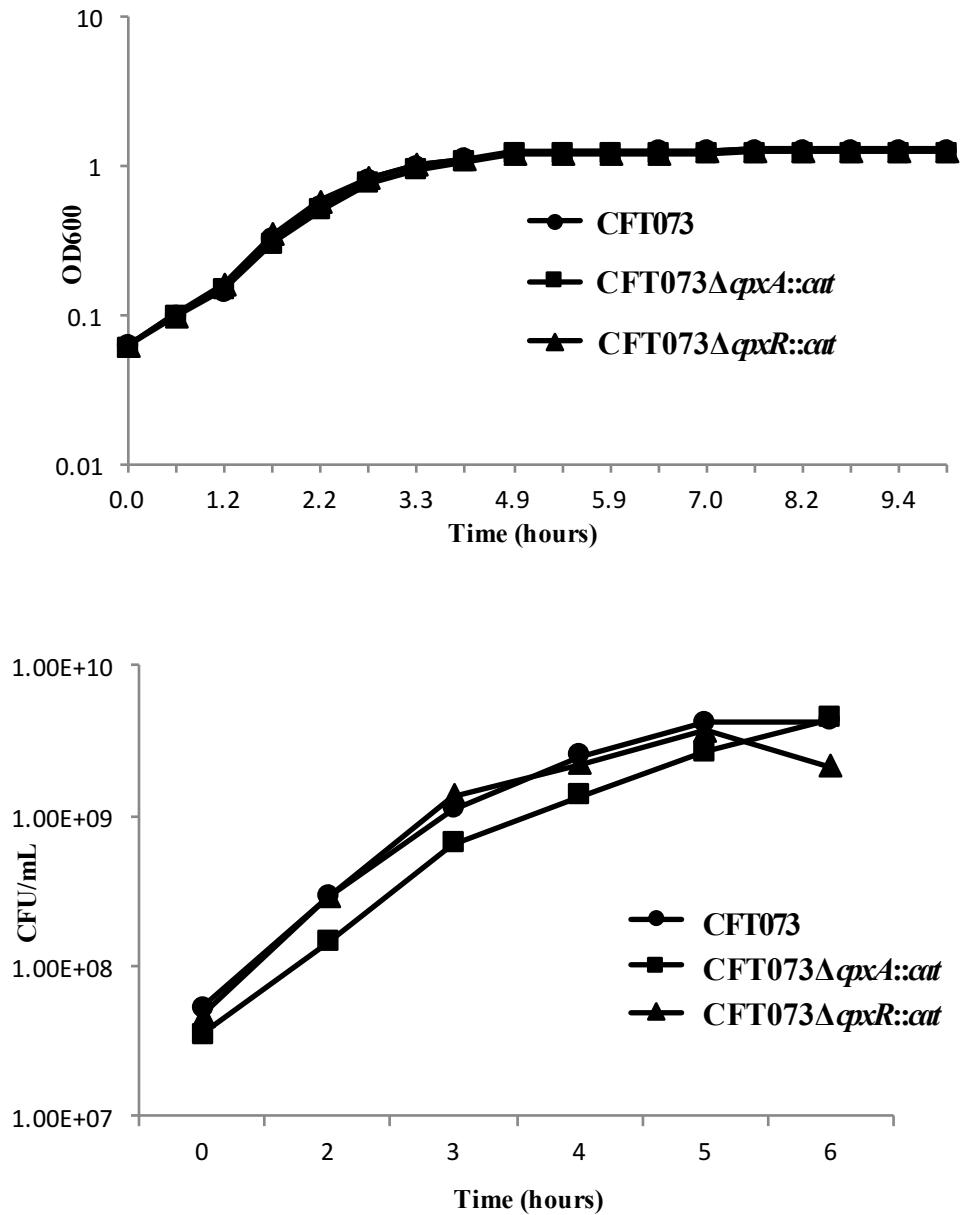 10
1
0.1
0.01
OD600
0.0 1.2 2.2 3.3 4.9 5.9 7.0 8.2 9.4
Time (hours)
CFT073
CFT073ΔcpxA::cat
CFT073ΔcpxR::cat
1.00E+10
1.00E+09
1.00E+08
1.00E+07
CFU/mL
0 2 3 4 5 6
Time (hours)
CFT073
CFT073ΔcpxA::cat
CFT073ΔcpxR::cat